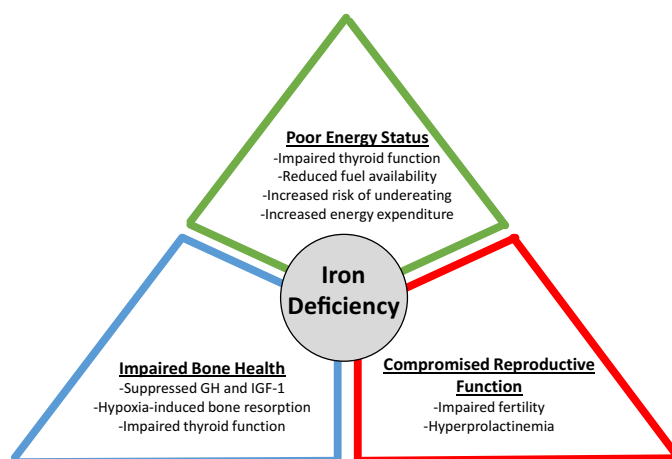 Poor Energy Status
-Impaired thyroid function
-Reduced fuel availability
-Increased risk of undereating
-Increased energy expenditure
Iron
Deficiency
Impaired Bone Health
-Suppressed GH and IGF-1
-Hypoxia-induced bone resorption
-Impaired thyroid function
Compromised Reproductive
Function
-Impaired fertility
-Hyperprolactinemia